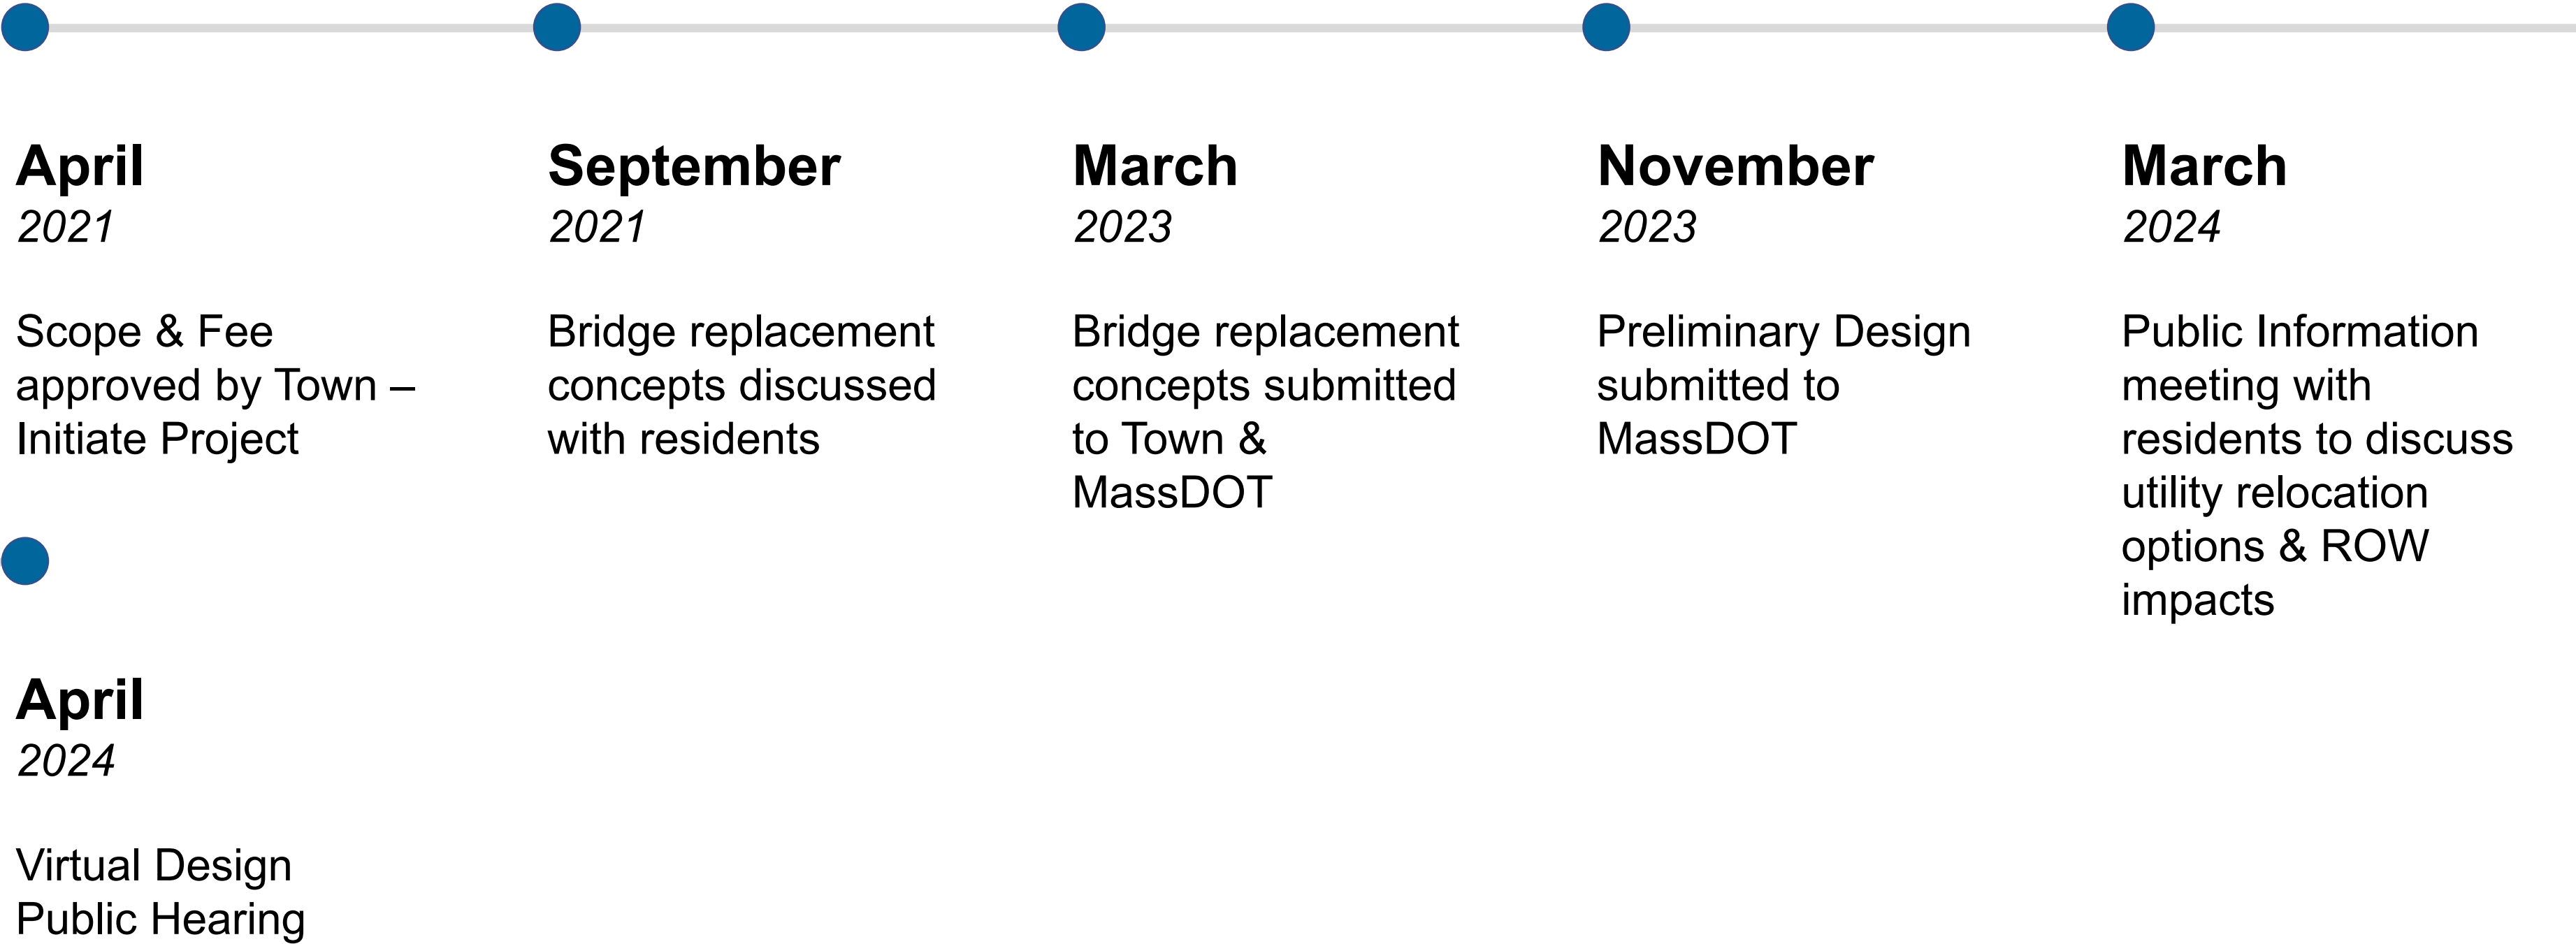 April
2021
Scope & Fee
approved by Town –
Initiate Project
September
2021
Bridge replacement
concepts discussed
with residents
March
2023
Bridge replacement
concepts submitted
to Town &
MassDOT
November
2023
Preliminary Design
submitted to
MassDOT
March
2024
Public Information
meeting with
residents to discuss
utility relocation
options & ROW
impacts
April
2024
Virtual Design
Public Hearing